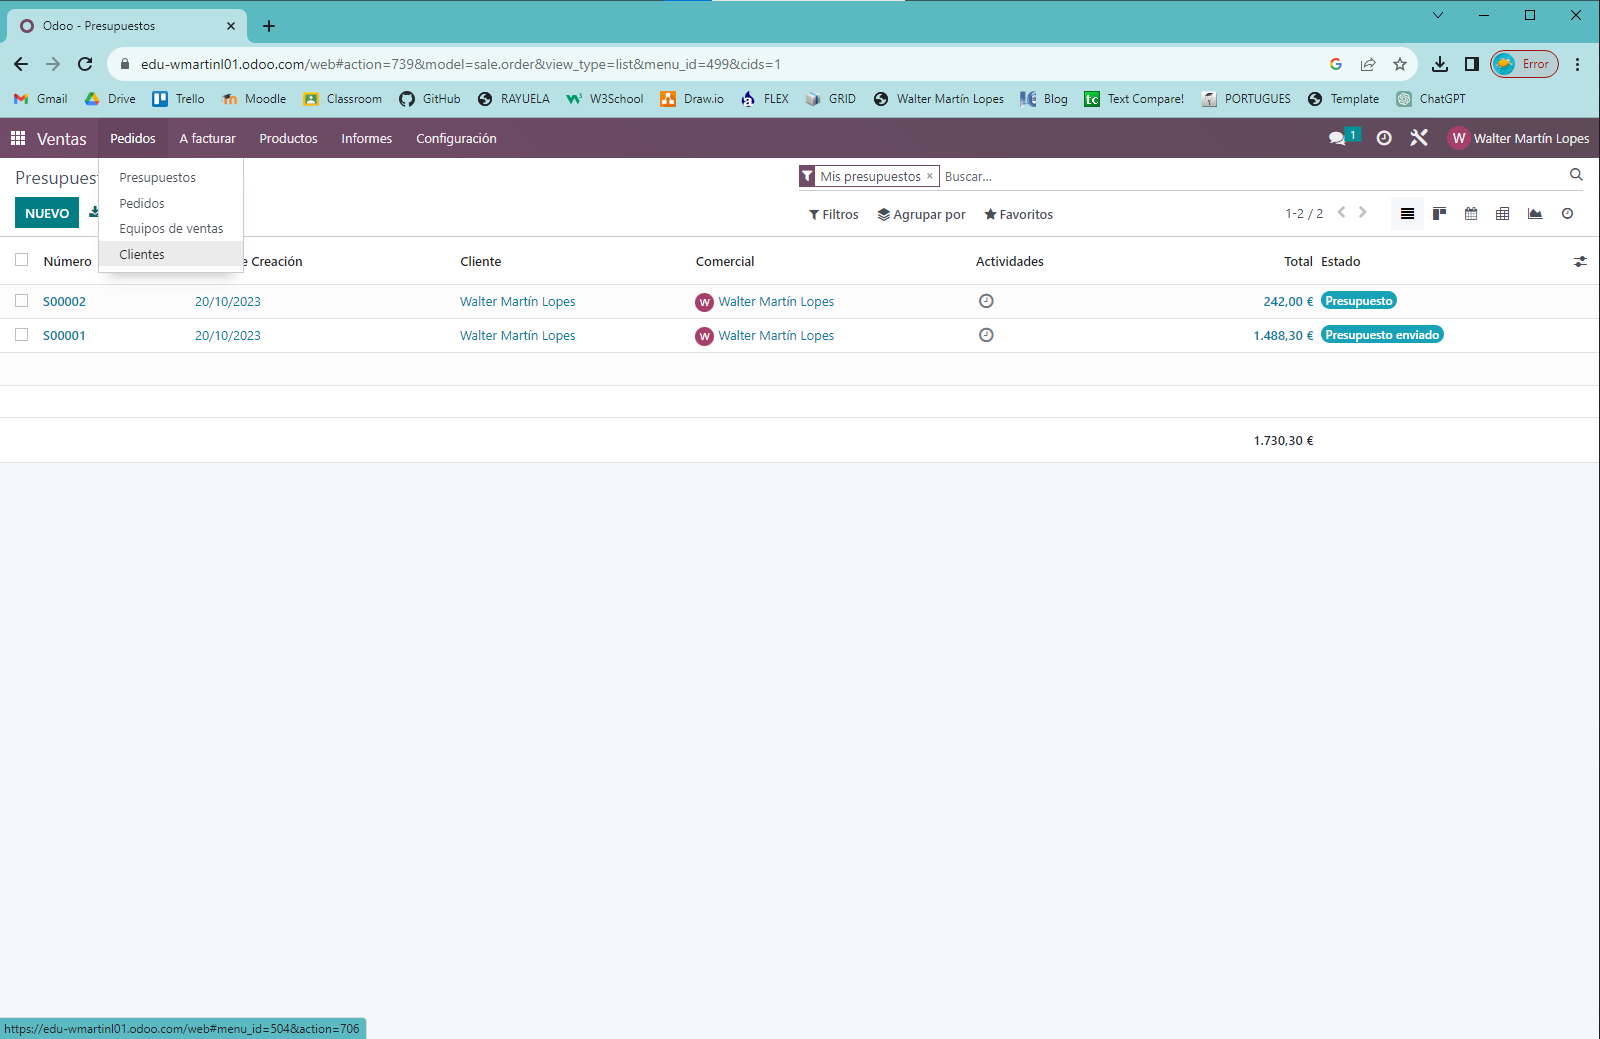 Odoo - Presupuestos
edu-wmartinl01.odoo.com/web#action=739&model=sale.order&view_type=list&menu_id=499&cids=1
Error
Gmail Drive Trello Moodle Classroom GitHub RAYUELA W3School Draw.io FLEX GRID Walter Martín Lopes Blog Text Compare! PORTUGUES Template ChatGPT
Ventas Pedidos A facturar Productos Informes Configuración 1 W Walter Martín Lopes
Presupuest
Mis presupuestos × Buscar...
Presupuestos
Pedidos
Equipos de ventas
Clientes
NUEVO
Filtros Agrupar por Favoritos 1-2 / 2
Número e Creación Cliente Comercial Actividades Total Estado
S00002 20/10/2023 Walter Martín Lopes W Walter Martín Lopes 242,00 € Presupuesto
S00001 20/10/2023 Walter Martín Lopes W Walter Martín Lopes 1.488,30 € Presupuesto enviado
1.730,30 €
https://edu-wmartinl01.odoo.com/web#menu_id=504&action=706